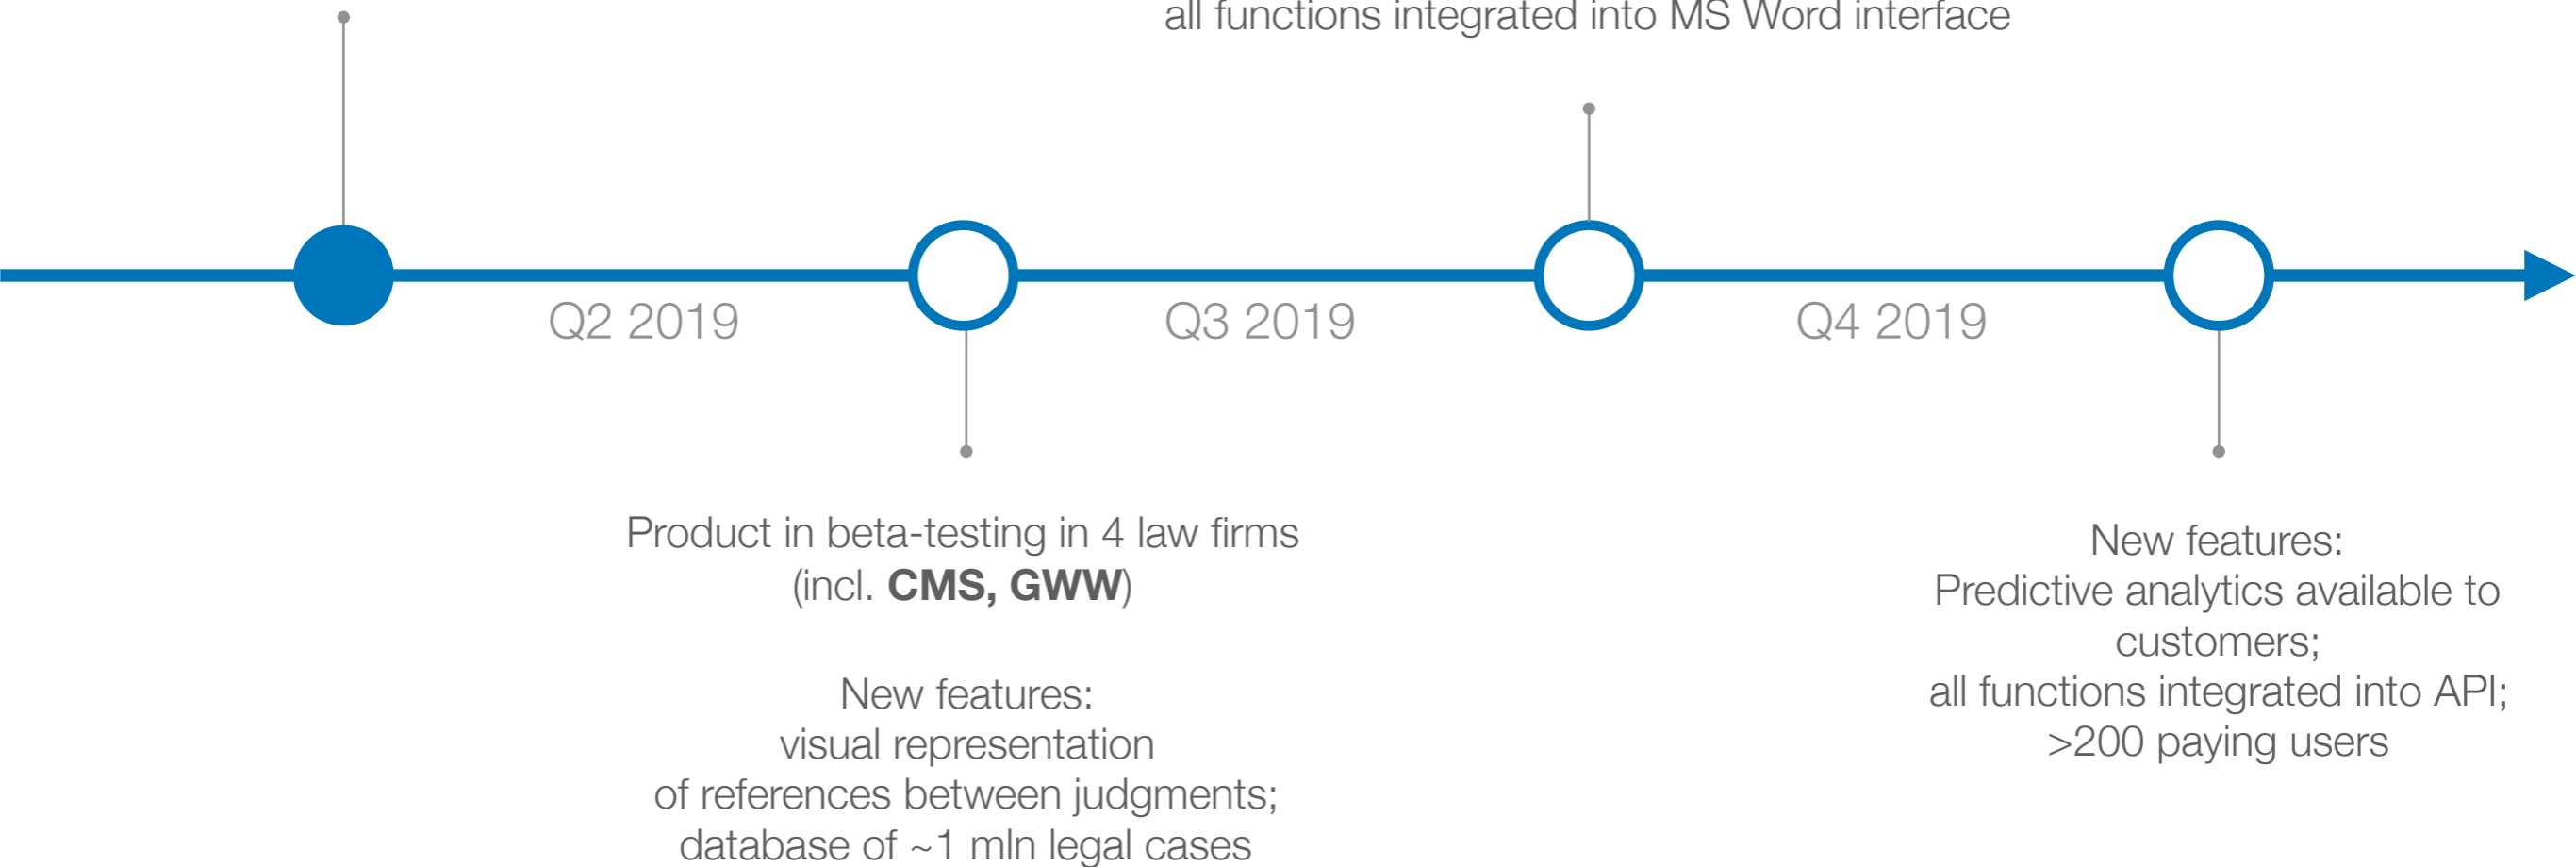 all functions integrated into MS Word interface
Q2 2019
Q3 2019
Q4 2019
Product in beta-testing in 4 law firms
(incl. CMS, GWW)
New features:
visual representation
of references between judgments;
database of ~1 mln legal cases
New features:
Predictive analytics available to
customers;
all functions integrated into API;
>200 paying users